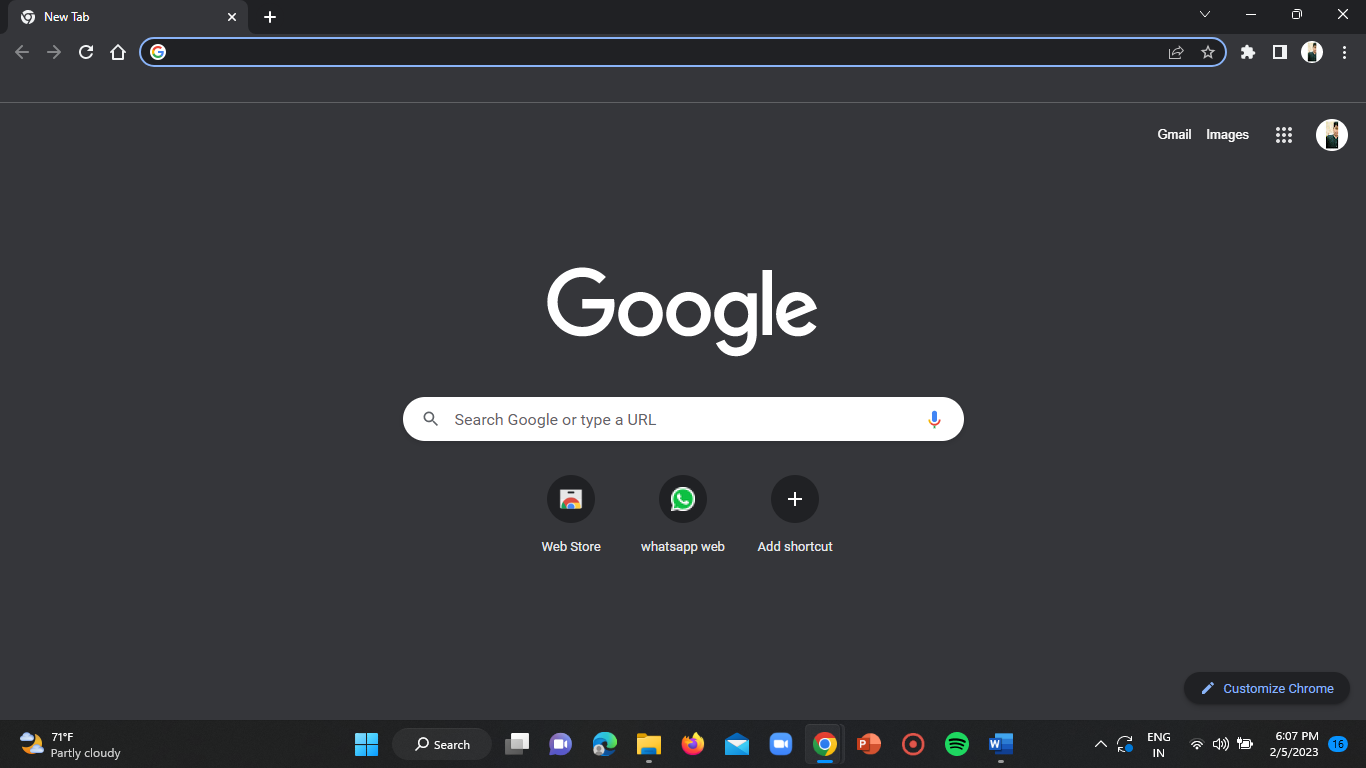 New Tab
Gmail Images
Google
Search Google or type a URL
Web Store
whatsapp web
Add shortcut
Customize Chrome
71°F
Partly cloudy
Search
P
W
ENG
IN
6:07 PM
2/5/2023
16